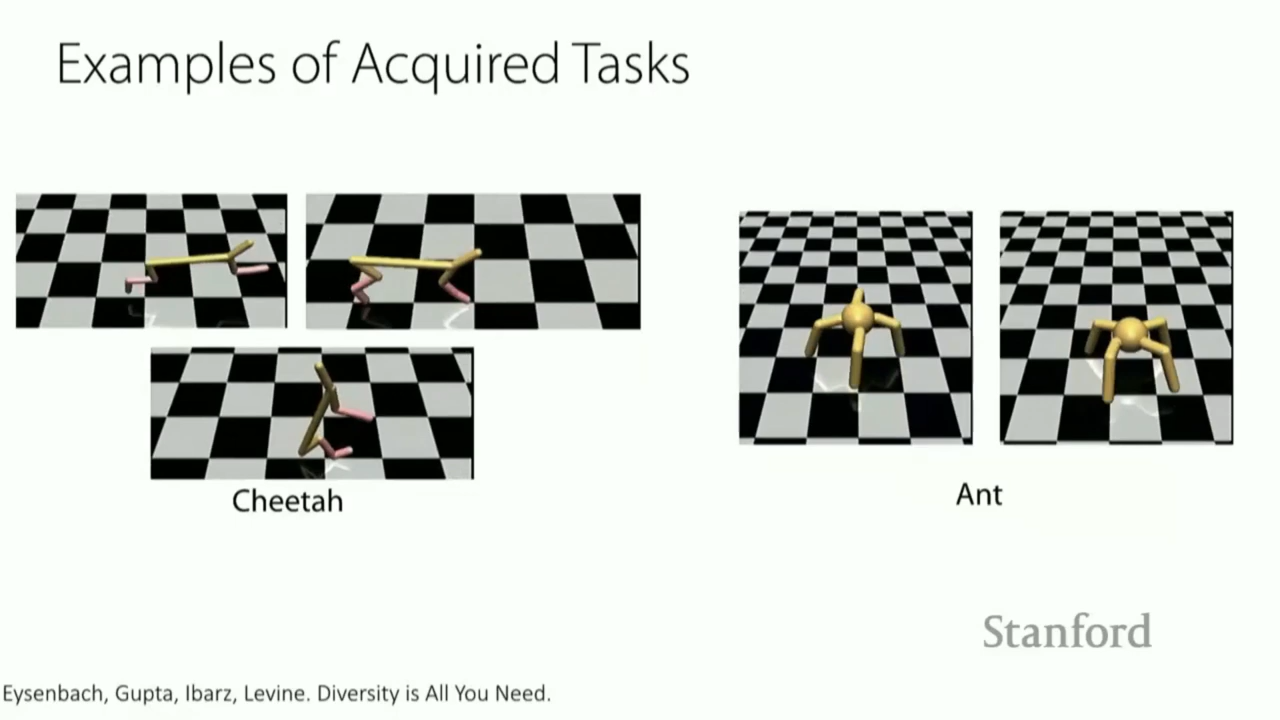 Examples of Acquired Tasks
Cheetah
Ant
Stanford
Eysenbach, Gupta, Ibarz, Levine. Diversity is All You Need.